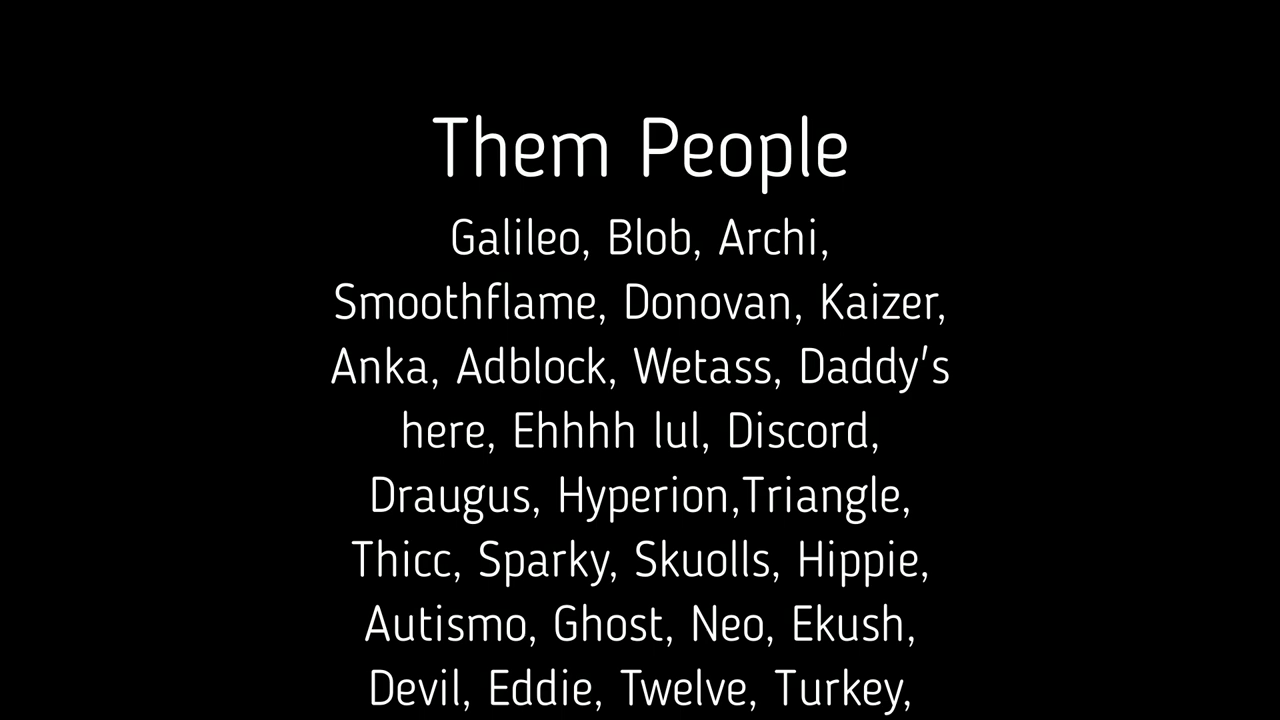 Them People
Galileo, Blob, Archi,
Smoothflame, Donovan, Kaizer,
Anka, Adblock, Wetass, Daddy's
here, Ehhhh lul, Discord,
Draugus, Hyperion,Triangle,
Thicc, Sparky, Skuolls, Hippie,
Autismo, Ghost, Neo, Ekush,
Devil, Eddie, Twelve, Turkey,